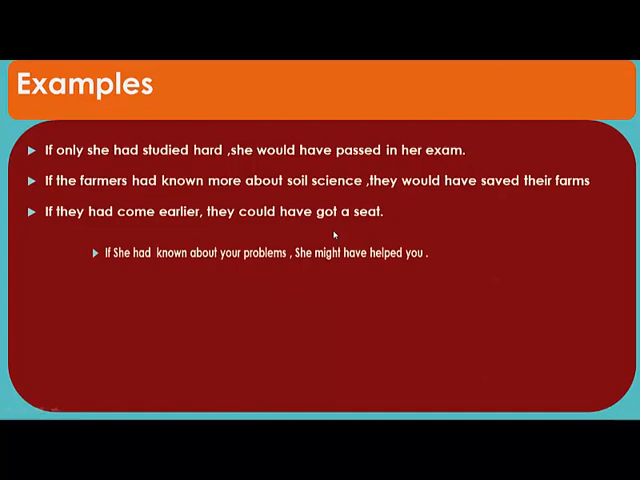 Examples
If only she had studied hard ,she would have passed in her exam.
If the farmers had known more about soil science ,they would have saved their farms
If they had come earlier, they could have got a seat.
If She had known about your problems , She might have helped you .